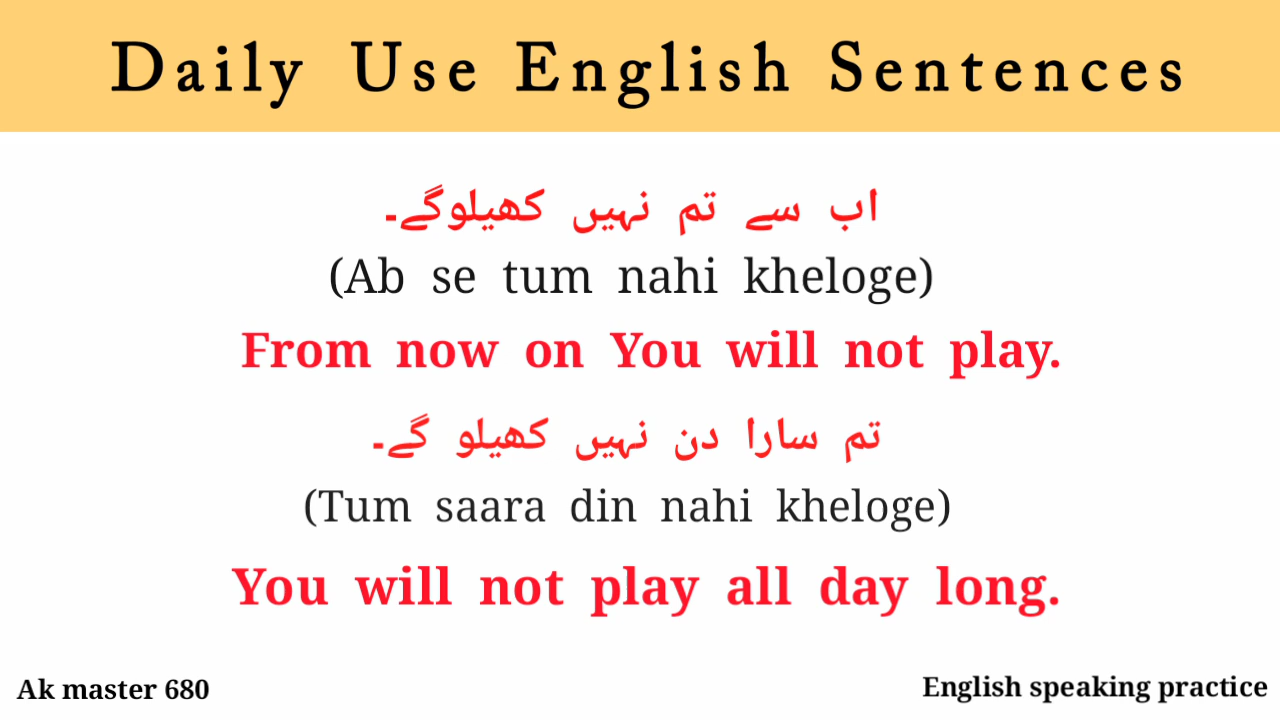 Daily Use English Sentences
اب سے تم نہیں کھیلوگے۔
(Ab se tum nahi kheloge)
From now on You will not play.
تم سارا دن نہیں کھیلو گے۔
(Tum saara din nahi kheloge)
You will not play all day long.
Ak master 680
English speaking practice